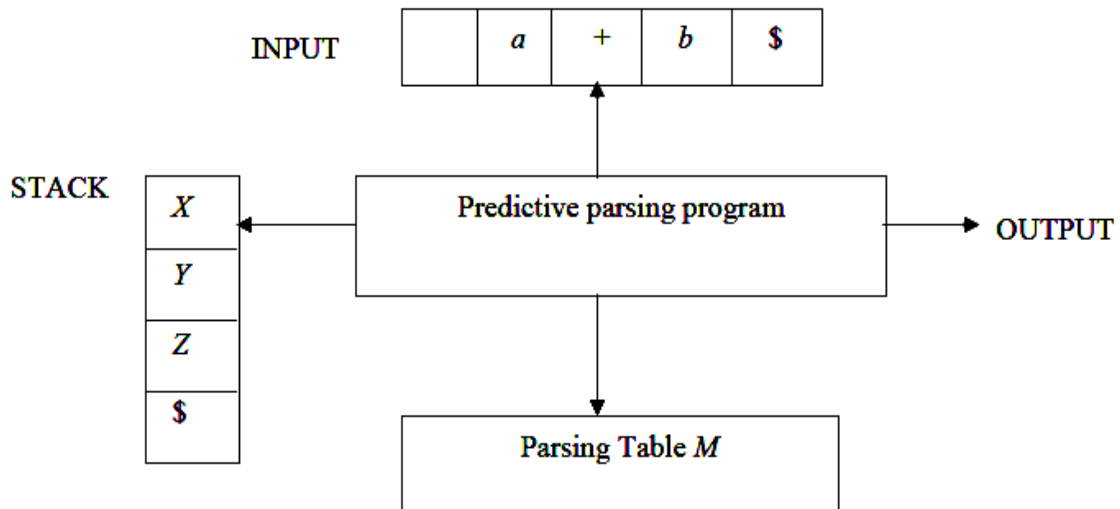 INPUT
a + b $
STACK
X
Y
Z
$
Predictive parsing program
OUTPUT
Parsing Table M